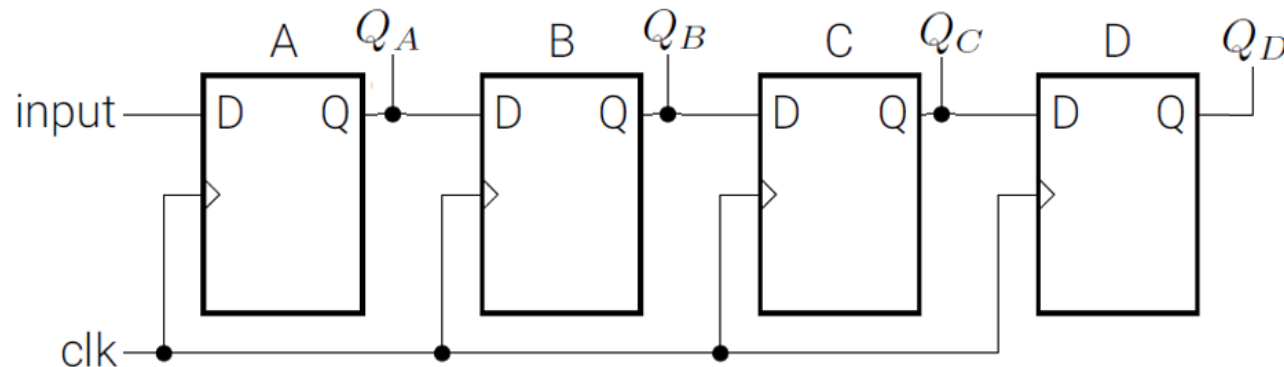 A Q_A B Q_B C Q_C D Q_D
input D Q D Q D Q D Q
clk